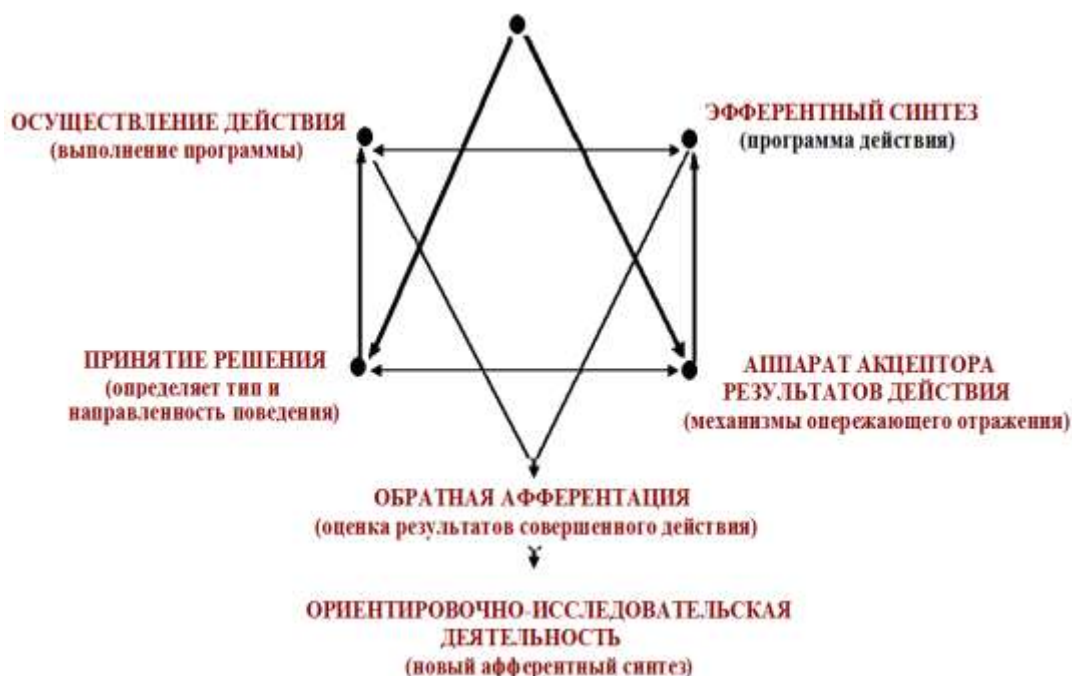 ОСУЩЕСТВЛЕНИЕ ДЕЙСТВИЯ
(выполнение программы)
ЭФФЕРЕНТНЫЙ СИНТЕЗ
(программа действия)
ПРИНЯТИЕ РЕШЕНИЯ
(определяет тип и
направленность поведения)
АППАРАТ АКЦЕПТОРА
РЕЗУЛЬТАТОВ ДЕЙСТВИЯ
(механизмы опережающего отражения)
ОБРАТНАЯ АФФЕРЕНТАЦИЯ
(оценка результатов совершенного действия)
ОРИЕНТИРОВОЧНО-ИССЛЕДОВАТЕЛЬСКАЯ
ДЕЯТЕЛЬНОСТЬ
(новый афферентный синтез)